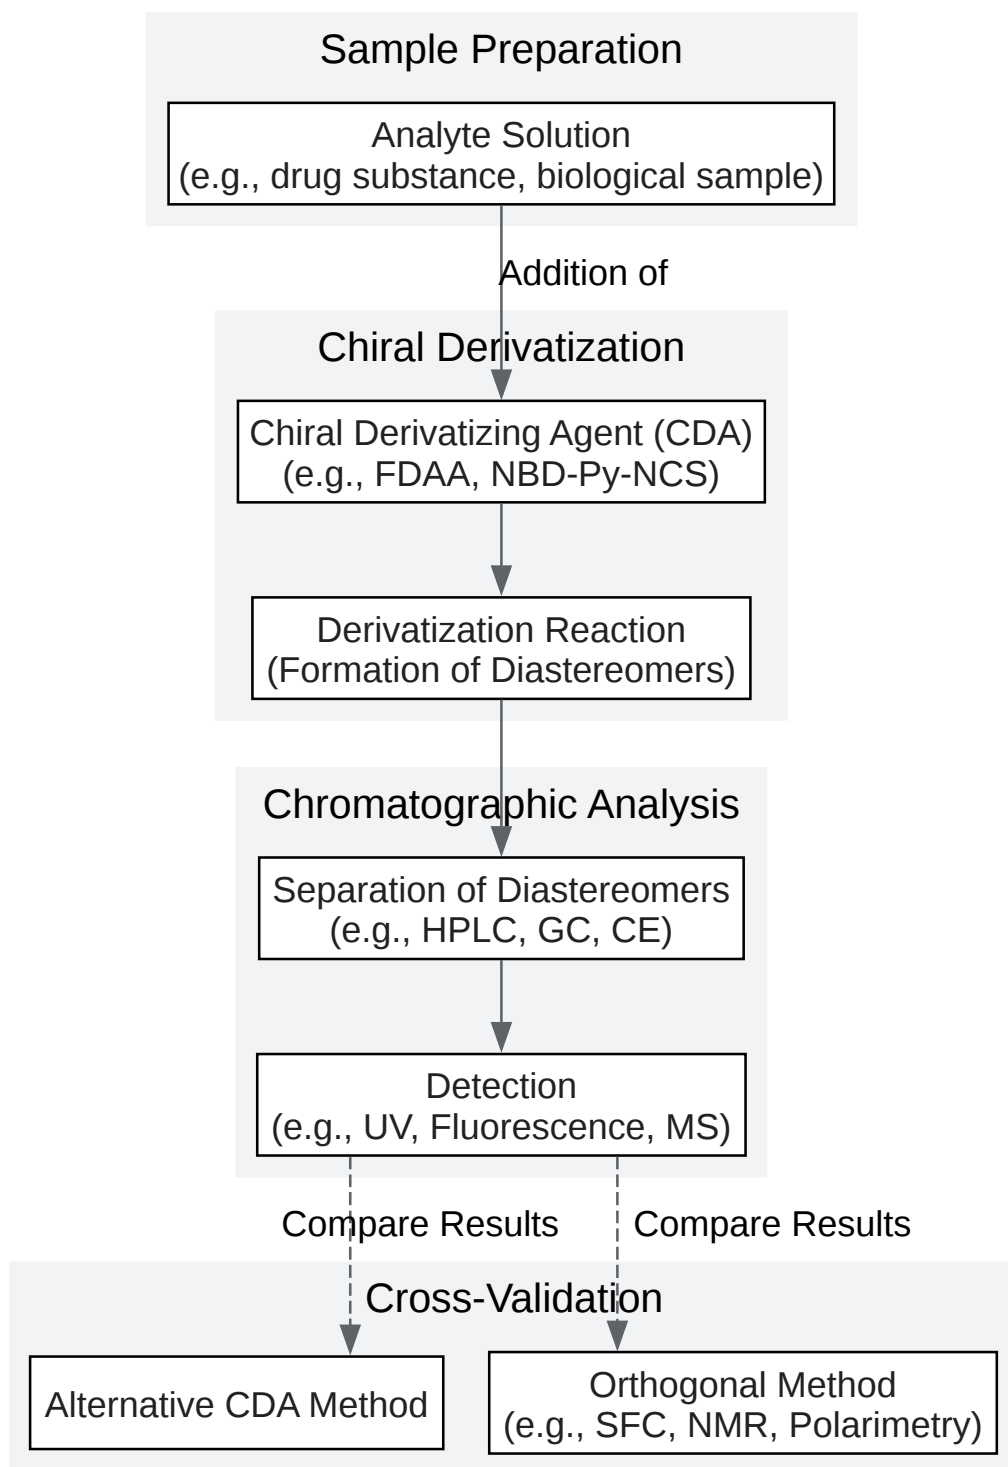 Sample Preparation
Analyte Solution
(e.g., drug substance, biological sample)
Addition of
Chiral Derivatization
Chiral Derivatizing Agent (CDA)
(e.g., FDAA, NBD-Py-NCS)
Derivatization Reaction
(Formation of Diastereomers)
Chromatographic Analysis
Separation of Diastereomers
(e.g., HPLC, GC, CE)
Detection
(e.g., UV, Fluorescence, MS)
Compare Results
Compare Results
Cross-Validation
Alternative CDA Method
Orthogonal Method
(e.g., SFC, NMR, Polarimetry)